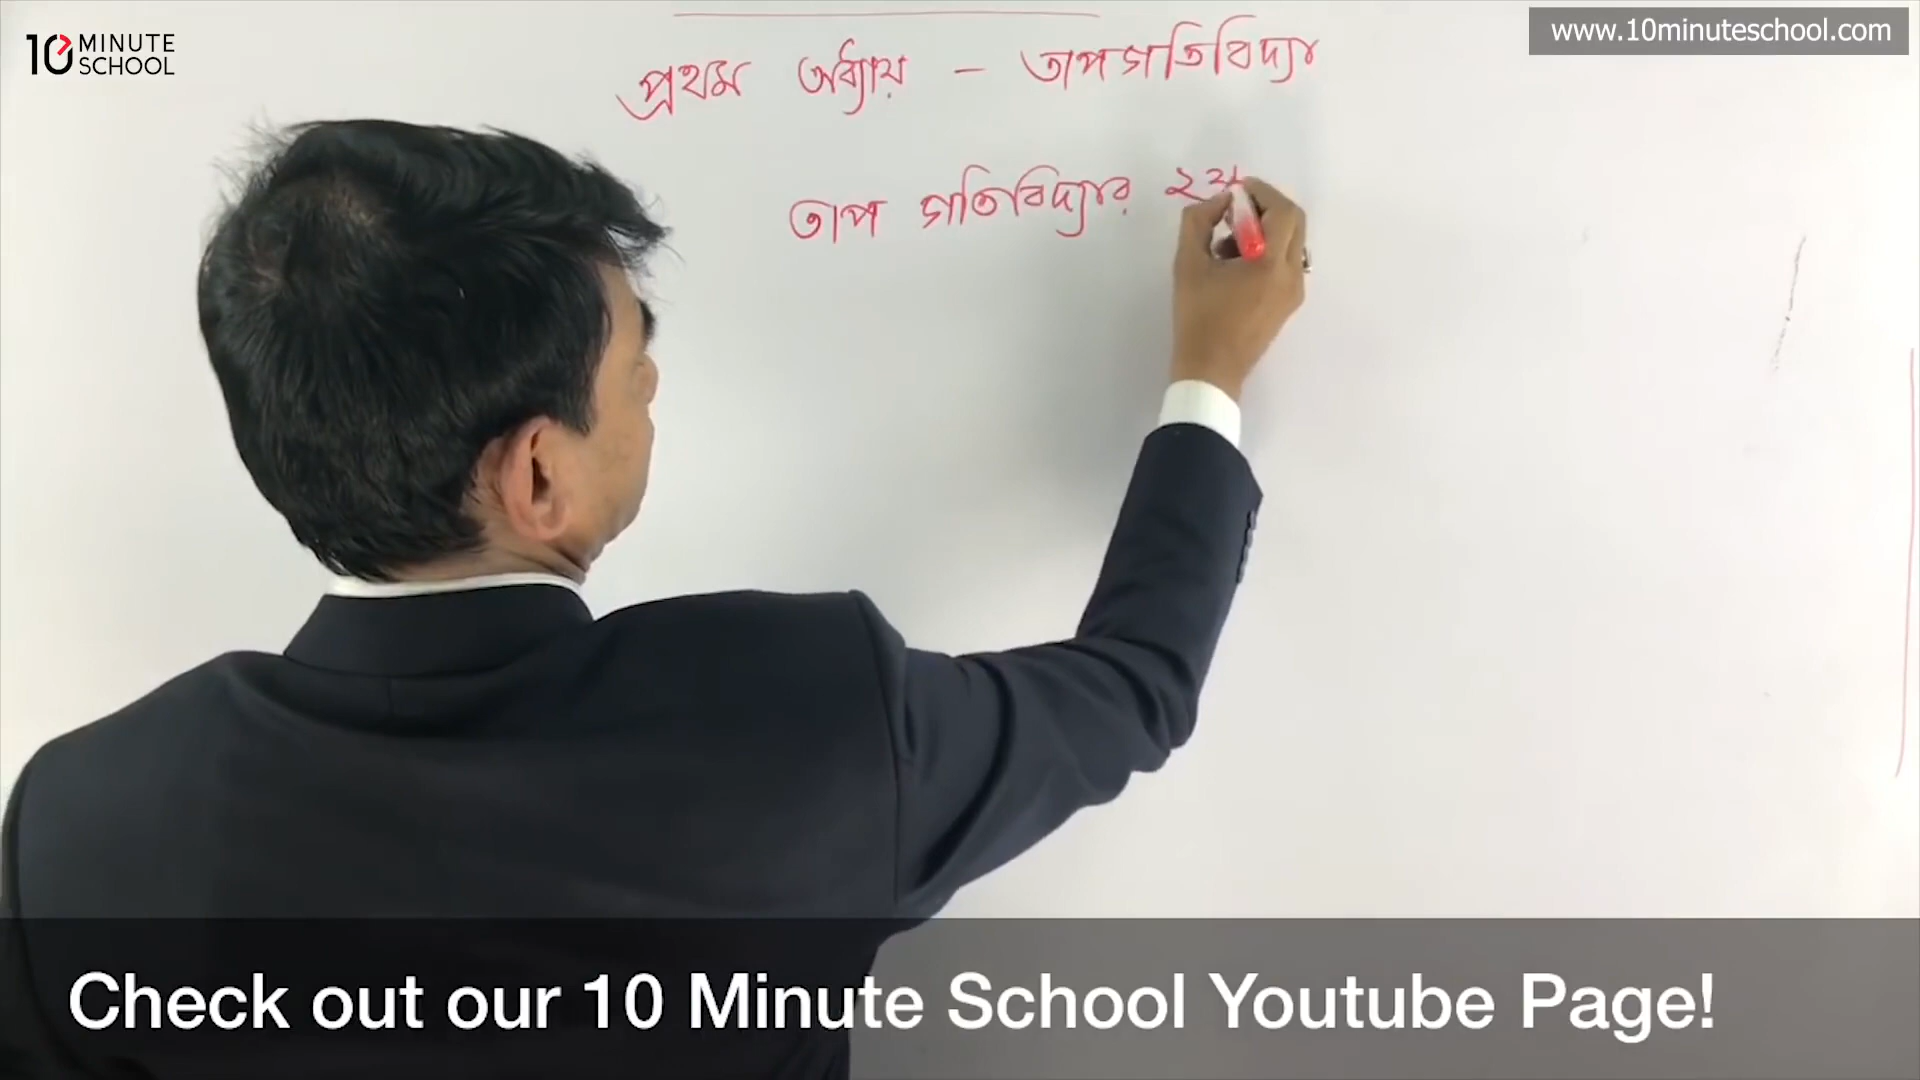 10 MINUTE
SCHOOL
www.10minuteschool.com
প্রথম অধ্যায় - তাপগতিবিদ্যা
তাপ গতিবিদ্যার ২য়
Check out our 10 Minute School Youtube Page!